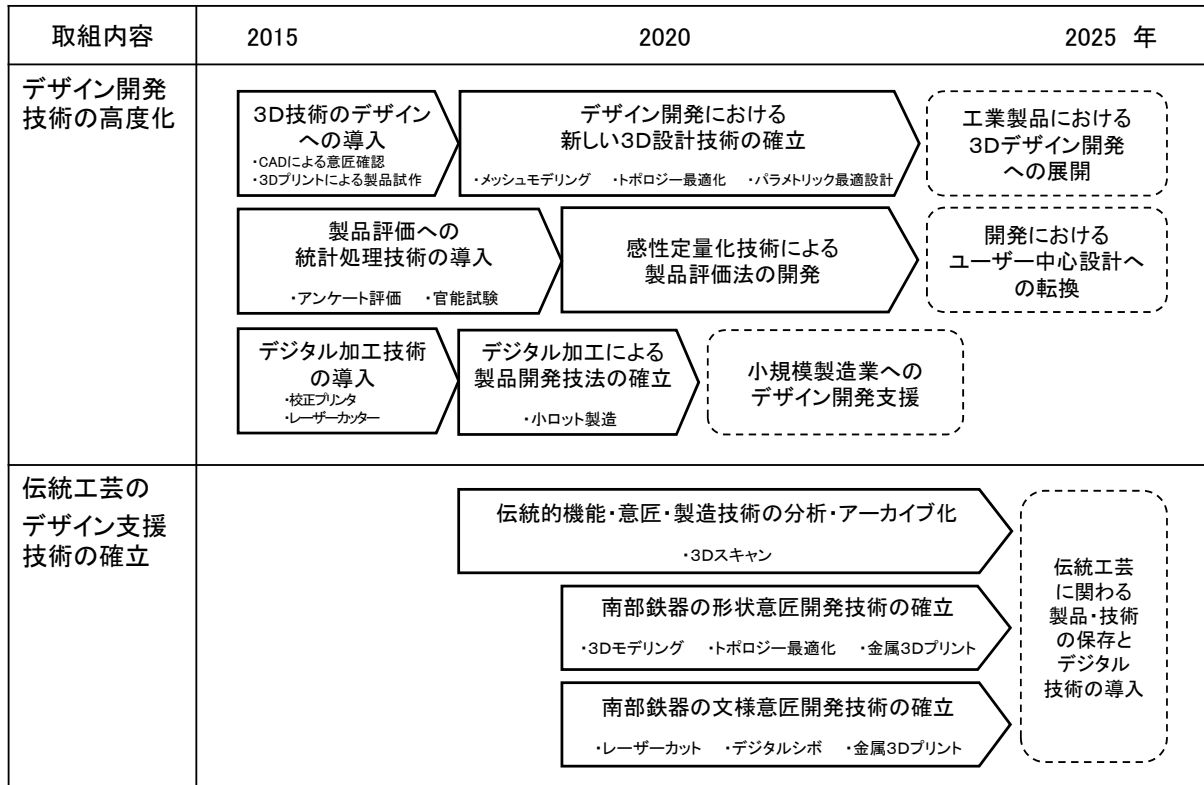 取組内容
2015
2020
2025 年
デザイン開発
技術の高度化
3D技術のデザイン
への導入
・CADによる意匠確認
・3Dプリントによる製品試作
デザイン開発における
新しい3D設計技術の確立
・メッシュモデリング ・トポロジー最適化 ・パラメトリック最適設計
工業製品における
3Dデザイン開発
への展開
製品評価への
統計処理技術の導入
・アンケート評価 ・官能試験
感性定量化技術による
製品評価法の開発
開発における
ユーザー中心設計へ
の転換
デジタル加工技術
の導入
・校正プリンタ
・レーザーカッター
デジタル加工による
製品開発技法の確立
・小ロット製造
小規模製造業への
デザイン開発支援
伝統工芸の
デザイン支援
技術の確立
伝統的機能・意匠・製造技術の分析・アーカイブ化
・3Dスキャン
南部鉄器の形状意匠開発技術の確立
・3Dモデリング ・トポロジー最適化 ・金属3Dプリント
南部鉄器の文様意匠開発技術の確立
・レーザーカット ・デジタルシボ ・金属3Dプリント
伝統工芸
に関わる
製品・技術
の保存と
デジタル
技術の導入